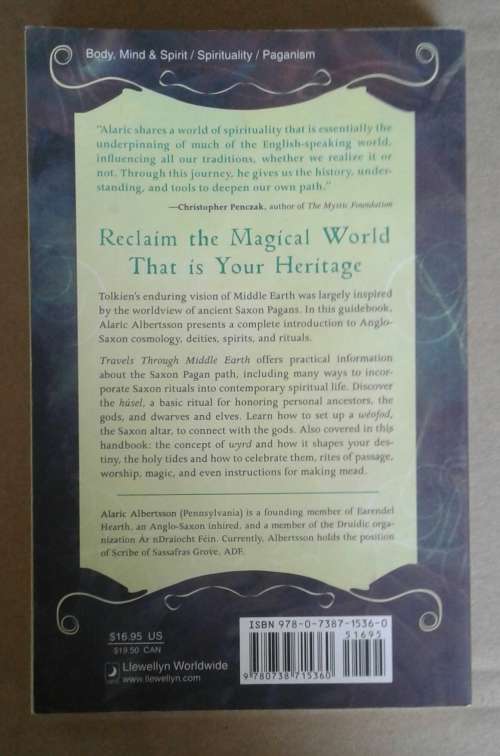 Body, Mind & Spirit / Spirituality / Paganism
"Alaric shares a world of spirituality that is essentially the
underpinning of much of the English-speaking world,
influencing all our traditions, whether we realize it or
not. Through this journey, he gives us the history, under-
standing, and tools to deepen our own path."
—Christopher Penczak, author of The Mystic Foundation
Reclaim the Magical World
That is Your Heritage
Tolkien's enduring vision of Middle Earth was largely inspired
by the worldview of ancient Saxon Pagans. In this guidebook,
Alaric Albertsson presents a complete introduction to Anglo-
Saxon cosmology, deities, spirits, and rituals.
Travels Through Middle Earth offers practical information
about the Saxon Pagan path, including many ways to incor-
porate Saxon rituals into contemporary spiritual life. Discover
the húsel, a basic ritual for honoring personal ancestors, the
gods, and dwarves and elves. Learn how to set up a wéofod,
the Saxon altar, to connect with the gods. Also covered in this
handbook: the concept of wyrd and how it shapes your des-
tiny, the holy tides and how to celebrate them, rites of passage,
worship, magic, and even instructions for making mead.
Alaric Albertsson (Pennsylvania) is a founding member of Earendel
Hearth, an Anglo-Saxon inhired, and a member of the Druidic orga-
nization Ár nDraíocht Féin. Currently, Albertsson holds the position
of Scribe of Sassafras Grove, ADF.
$16.95 US
$19.50 CAN
Llewellyn Worldwide
www.llewellyn.com
ISBN 978-0-7387-1536-0
51695
9 780738 715360